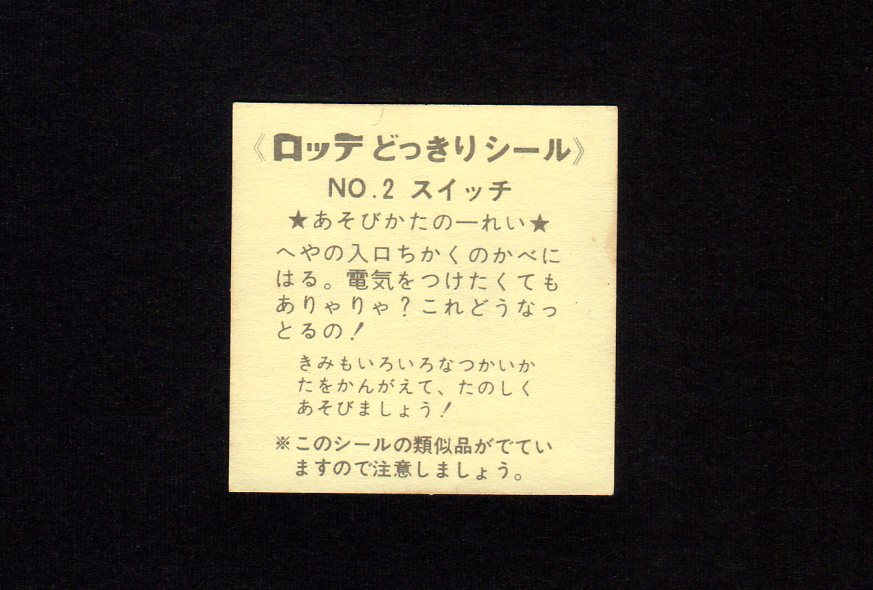 《ロッテ どっきりシール》
NO.2 スイッチ
★あそびかたの一れい★
へやの入口ちかくのかべに
はる。電気をつけたくても
ありゃりゃ?これどうなっ
とるの!
きみもいろいろなつかいか
たをかんがえて、たのしく
あそびましょう!
※このシールの類似品がでてい
ますので注意しましょう。